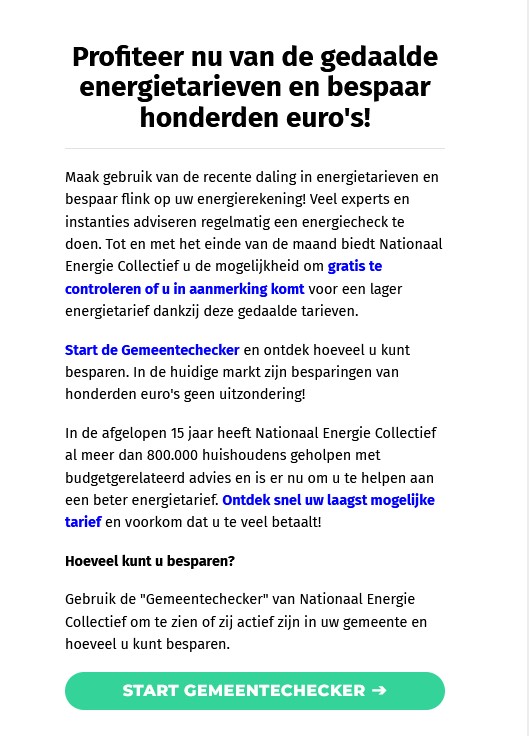 Profiteer nu van de gedaalde
energietarieven en bespaar
honderden euro's!
Maak gebruik van de recente daling in energietarieven en
bespaar flink op uw energierekening! Veel experts en
instanties adviseren regelmatig een energiecheck te
doen. Tot en met het einde van de maand biedt Nationaal
Energie Collectief u de mogelijkheid om gratis te
controleren of u in aanmerking komt voor een lager
energietarief dankzij deze gedaalde tarieven.
Start de Gemeentechecker en ontdek hoeveel u kunt
besparen. In de huidige markt zijn besparingen van
honderden euro's geen uitzondering!
In de afgelopen 15 jaar heeft Nationaal Energie Collectief
al meer dan 800.000 huishoudens geholpen met
budgetgerelateerd advies en is er nu om u te helpen aan
een beter energietarief. Ontdek snel uw laagst mogelijke
tarief en voorkom dat u te veel betaalt!
Hoeveel kunt u besparen?
Gebruik de "Gemeentechecker" van Nationaal Energie
Collectief om te zien of zij actief zijn in uw gemeente en
hoeveel u kunt besparen.
START GEMEENTECHECKER ➔